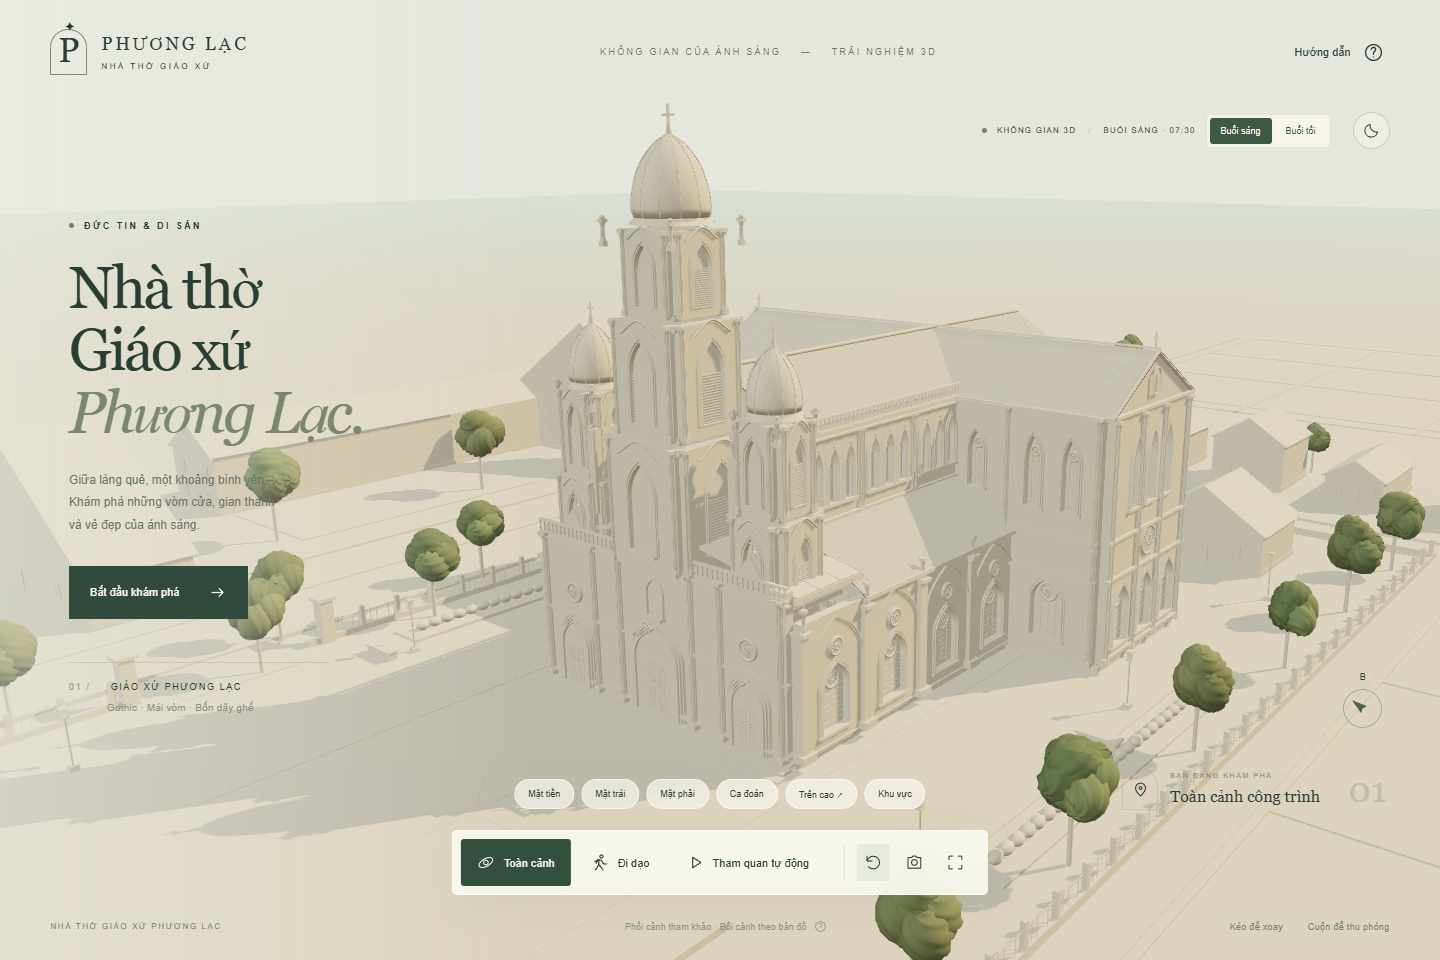 P
PHƯƠNG LẠC
NHÀ THỜ GIÁO XỨ
KHÔNG GIAN CỦA ÁNH SÁNG — TRẢI NGHIỆM 3D
Hướng dẫn ?
KHÔNG GIAN 3D / BUỔI SÁNG · 07:30
Buổi sáng
Buổi tối
ĐỨC TIN & DI SẢN
Nhà thờ
Giáo xứ
Phương Lạc.
Giữa làng quê, một khoảng bình yên.
Khám phá những vòm cửa, gian thánh
và vẻ đẹp của ánh sáng.
Bắt đầu khám phá →
01 / GIÁO XỨ PHƯƠNG LẠC
Gothic · Mái vòm · Bốn dãy ghế
B
BẠN ĐANG KHÁM PHÁ
Toàn cảnh công trình
01
Mặt tiền
Mặt trái
Mặt phải
Ca đoàn
Trên cao ↗
Khu vực
Toàn cảnh
Đi dạo
Tham quan tự động
NHÀ THỜ GIÁO XỨ PHƯƠNG LẠC
Phối cảnh tham khảo · Bối cảnh theo bản đồ ?
Kéo để xoay · Cuộn để thu phóng